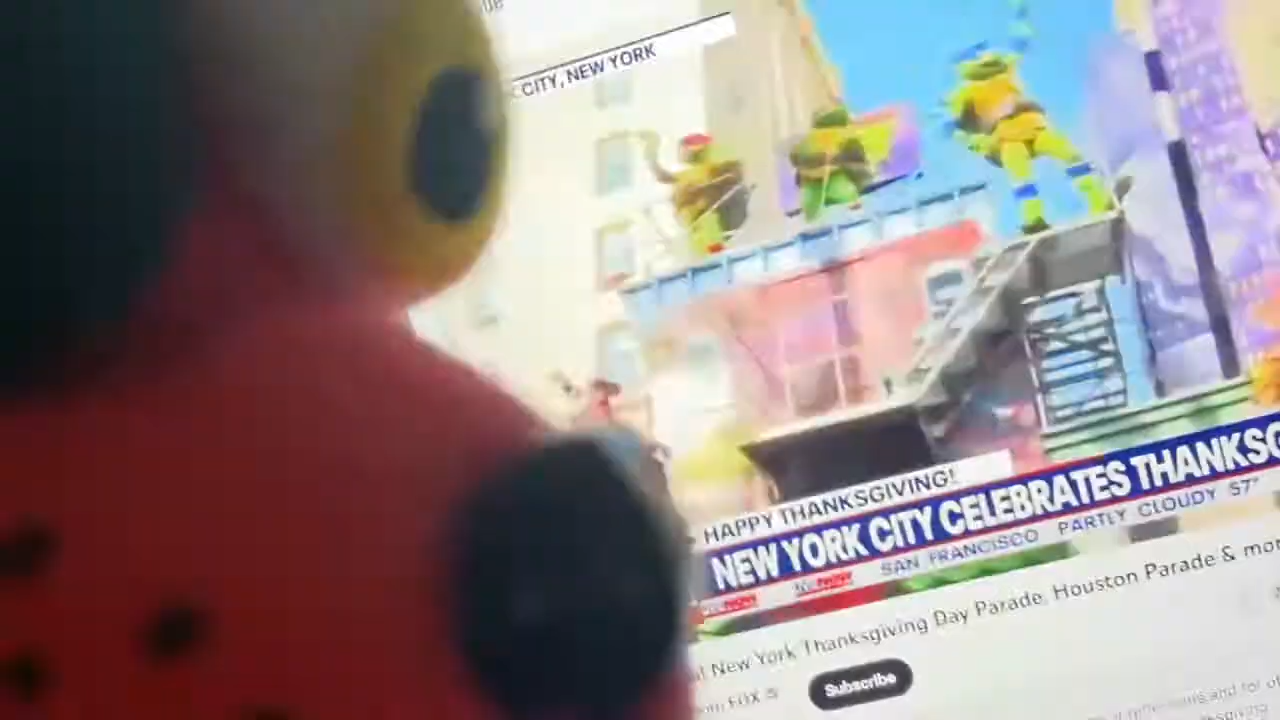 CITY, NEW YORK
HAPPY THANKSGIVING!
NEW YORK CITY CELEBRATES THANKSG
SAN FRANCISCO PARTLY CLOUDY 57°
New York Thanksgiving Day Parade, Houston Parade & mor
FOX
Subscribe